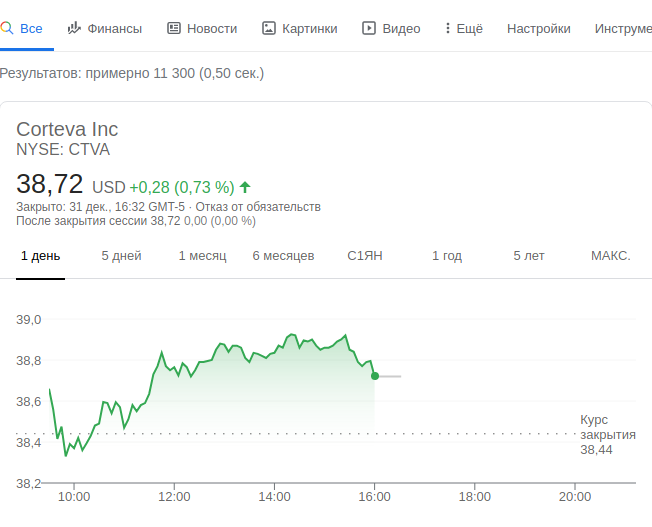 Все Финансы Новости Картинки Видео Ещё Настройки Инструме
Результатов: примерно 11 300 (0,50 сек.)
Corteva Inc
NYSE: CTVA
38,72 USD +0,28 (0,73 %)
Закрыто: 31 дек., 16:32 GMT-5 · Отказ от обязательств
После закрытия сессии 38,72 0,00 (0,00 %)
1 день 5 дней 1 месяц 6 месяцев С1ЯН 1 год 5 лет МАКС.
39,0
38,8
38,6
38,4
38,2
Курс
закрытия
38,44
10:00 12:00 14:00 16:00 18:00 20:00